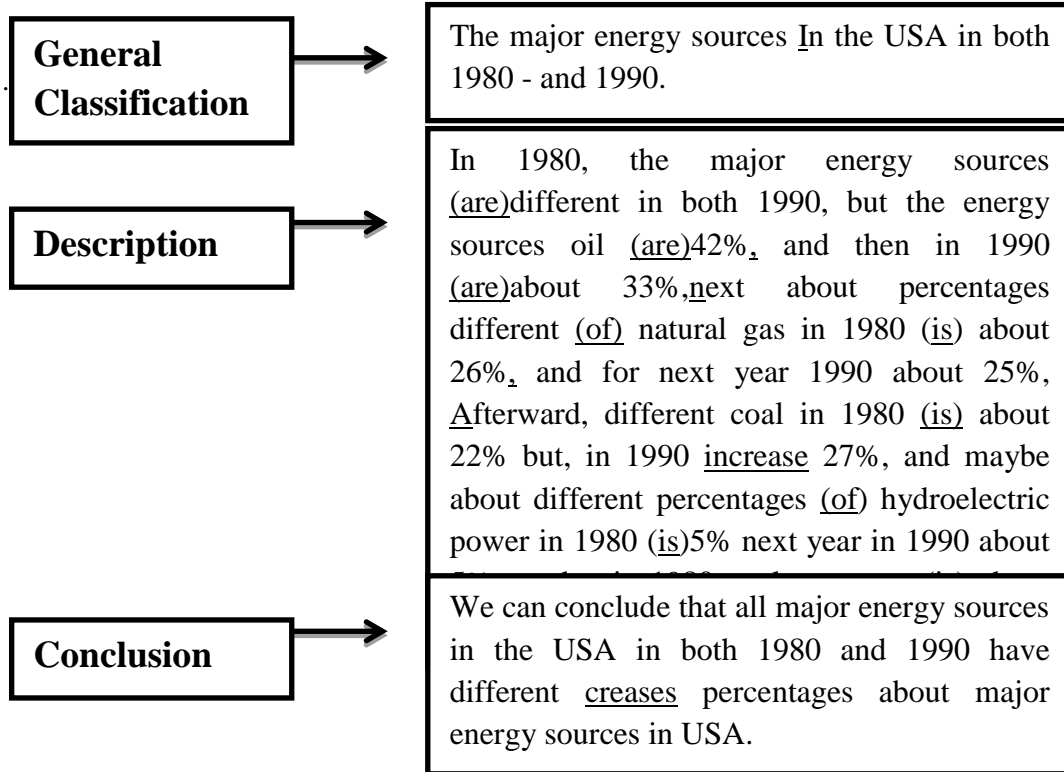 General
Classification
The major energy sources In the USA in both
1980 - and 1990.
.
Description
In 1980, the major energy sources
(are)different in both 1990, but the energy
sources oil (are)42%, and then in 1990
(are)about 33%,next about percentages
different (of) natural gas in 1980 (is) about
26%, and for next year 1990 about 25%,
Afterward, different coal in 1980 (is) about
22% but, in 1990 increase 27%, and maybe
about different percentages (of) hydroelectric
power in 1980 (is)5% next year in 1990 about
Conclusion
We can conclude that all major energy sources
in the USA in both 1980 and 1990 have
different creases percentages about major
energy sources in USA.